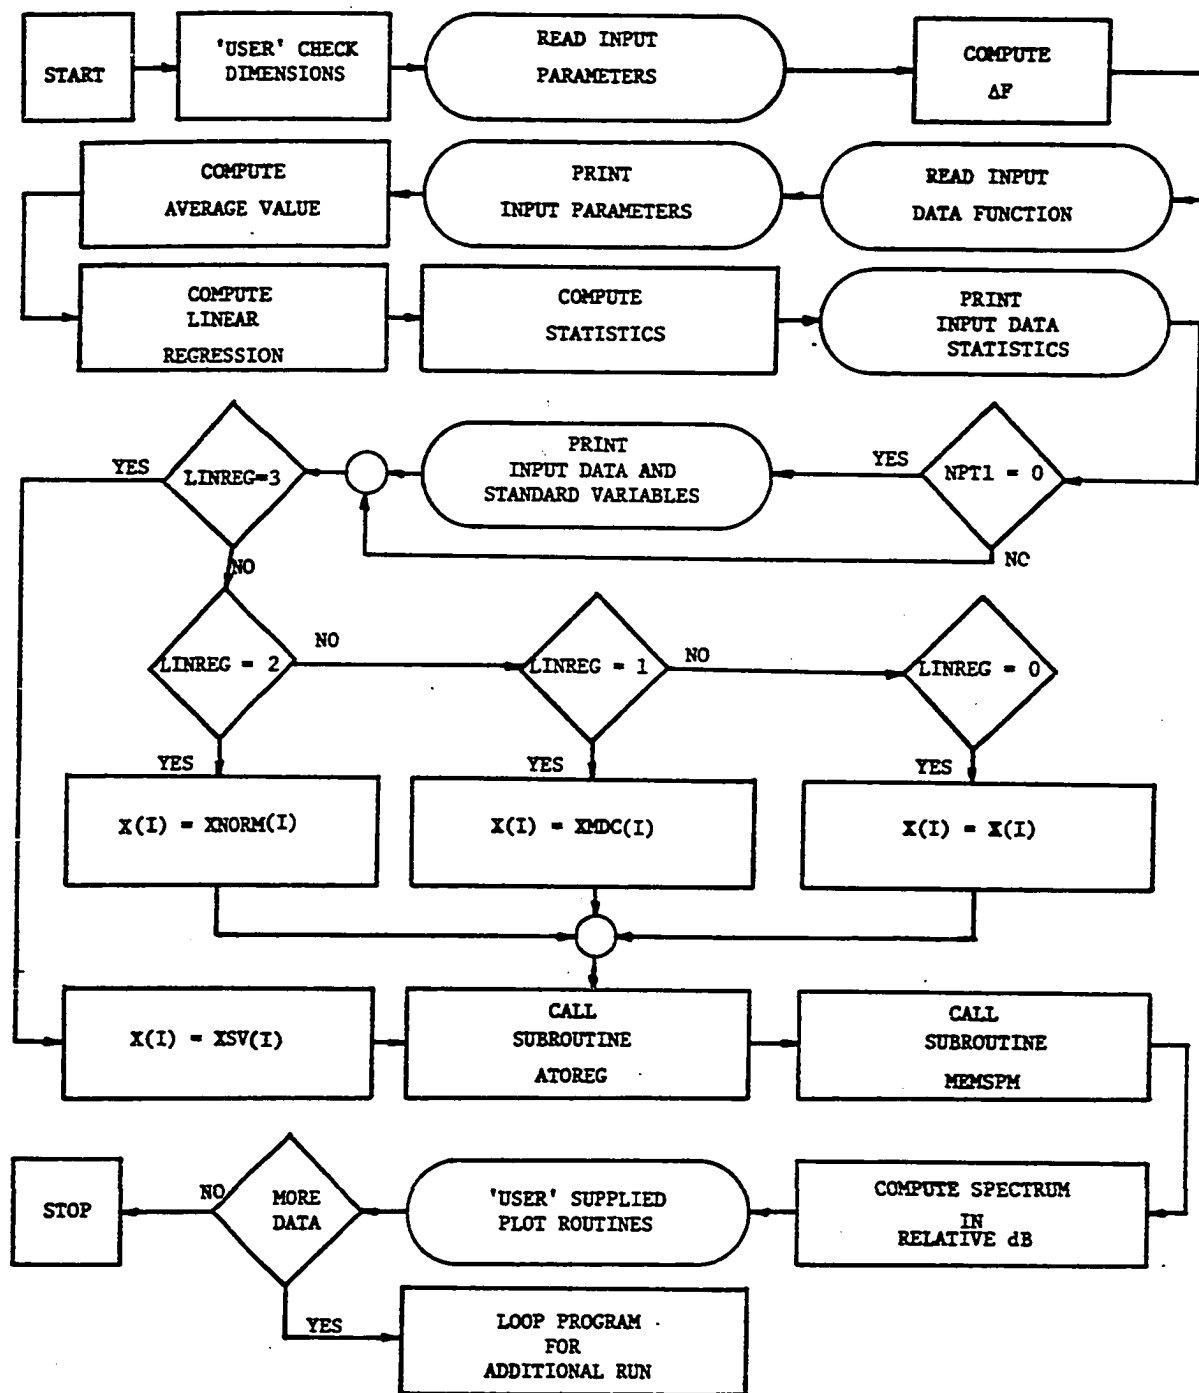 START
'USER' CHECK
DIMENSIONS
READ INPUT
PARAMETERS
COMPUTE
ΔF
COMPUTE
AVERAGE VALUE
PRINT
INPUT PARAMETERS
READ INPUT
DATA FUNCTION
COMPUTE
LINEAR
REGRESSION
COMPUTE
STATISTICS
PRINT
INPUT DATA
STATISTICS
YES
LINREG=3
PRINT
INPUT DATA AND
STANDARD VARIABLES
YES
NPT1 = 0
NO
NO
LINREG = 2
NO
LINREG = 1
NO
LINREG = 0
YES
YES
YES
X(I) = XNORM(I)
X(I) = XMDC(I)
X(I) = X(I)
X(I) = XSV(I)
CALL
SUBROUTINE
ATOREG
CALL
SUBROUTINE
MEMSPM
STOP
NO
MORE
DATA
'USER' SUPPLIED
PLOT ROUTINES
COMPUTE SPECTRUM
IN
RELATIVE dB
YES
LOOP PROGRAM
FOR
ADDITIONAL RUN